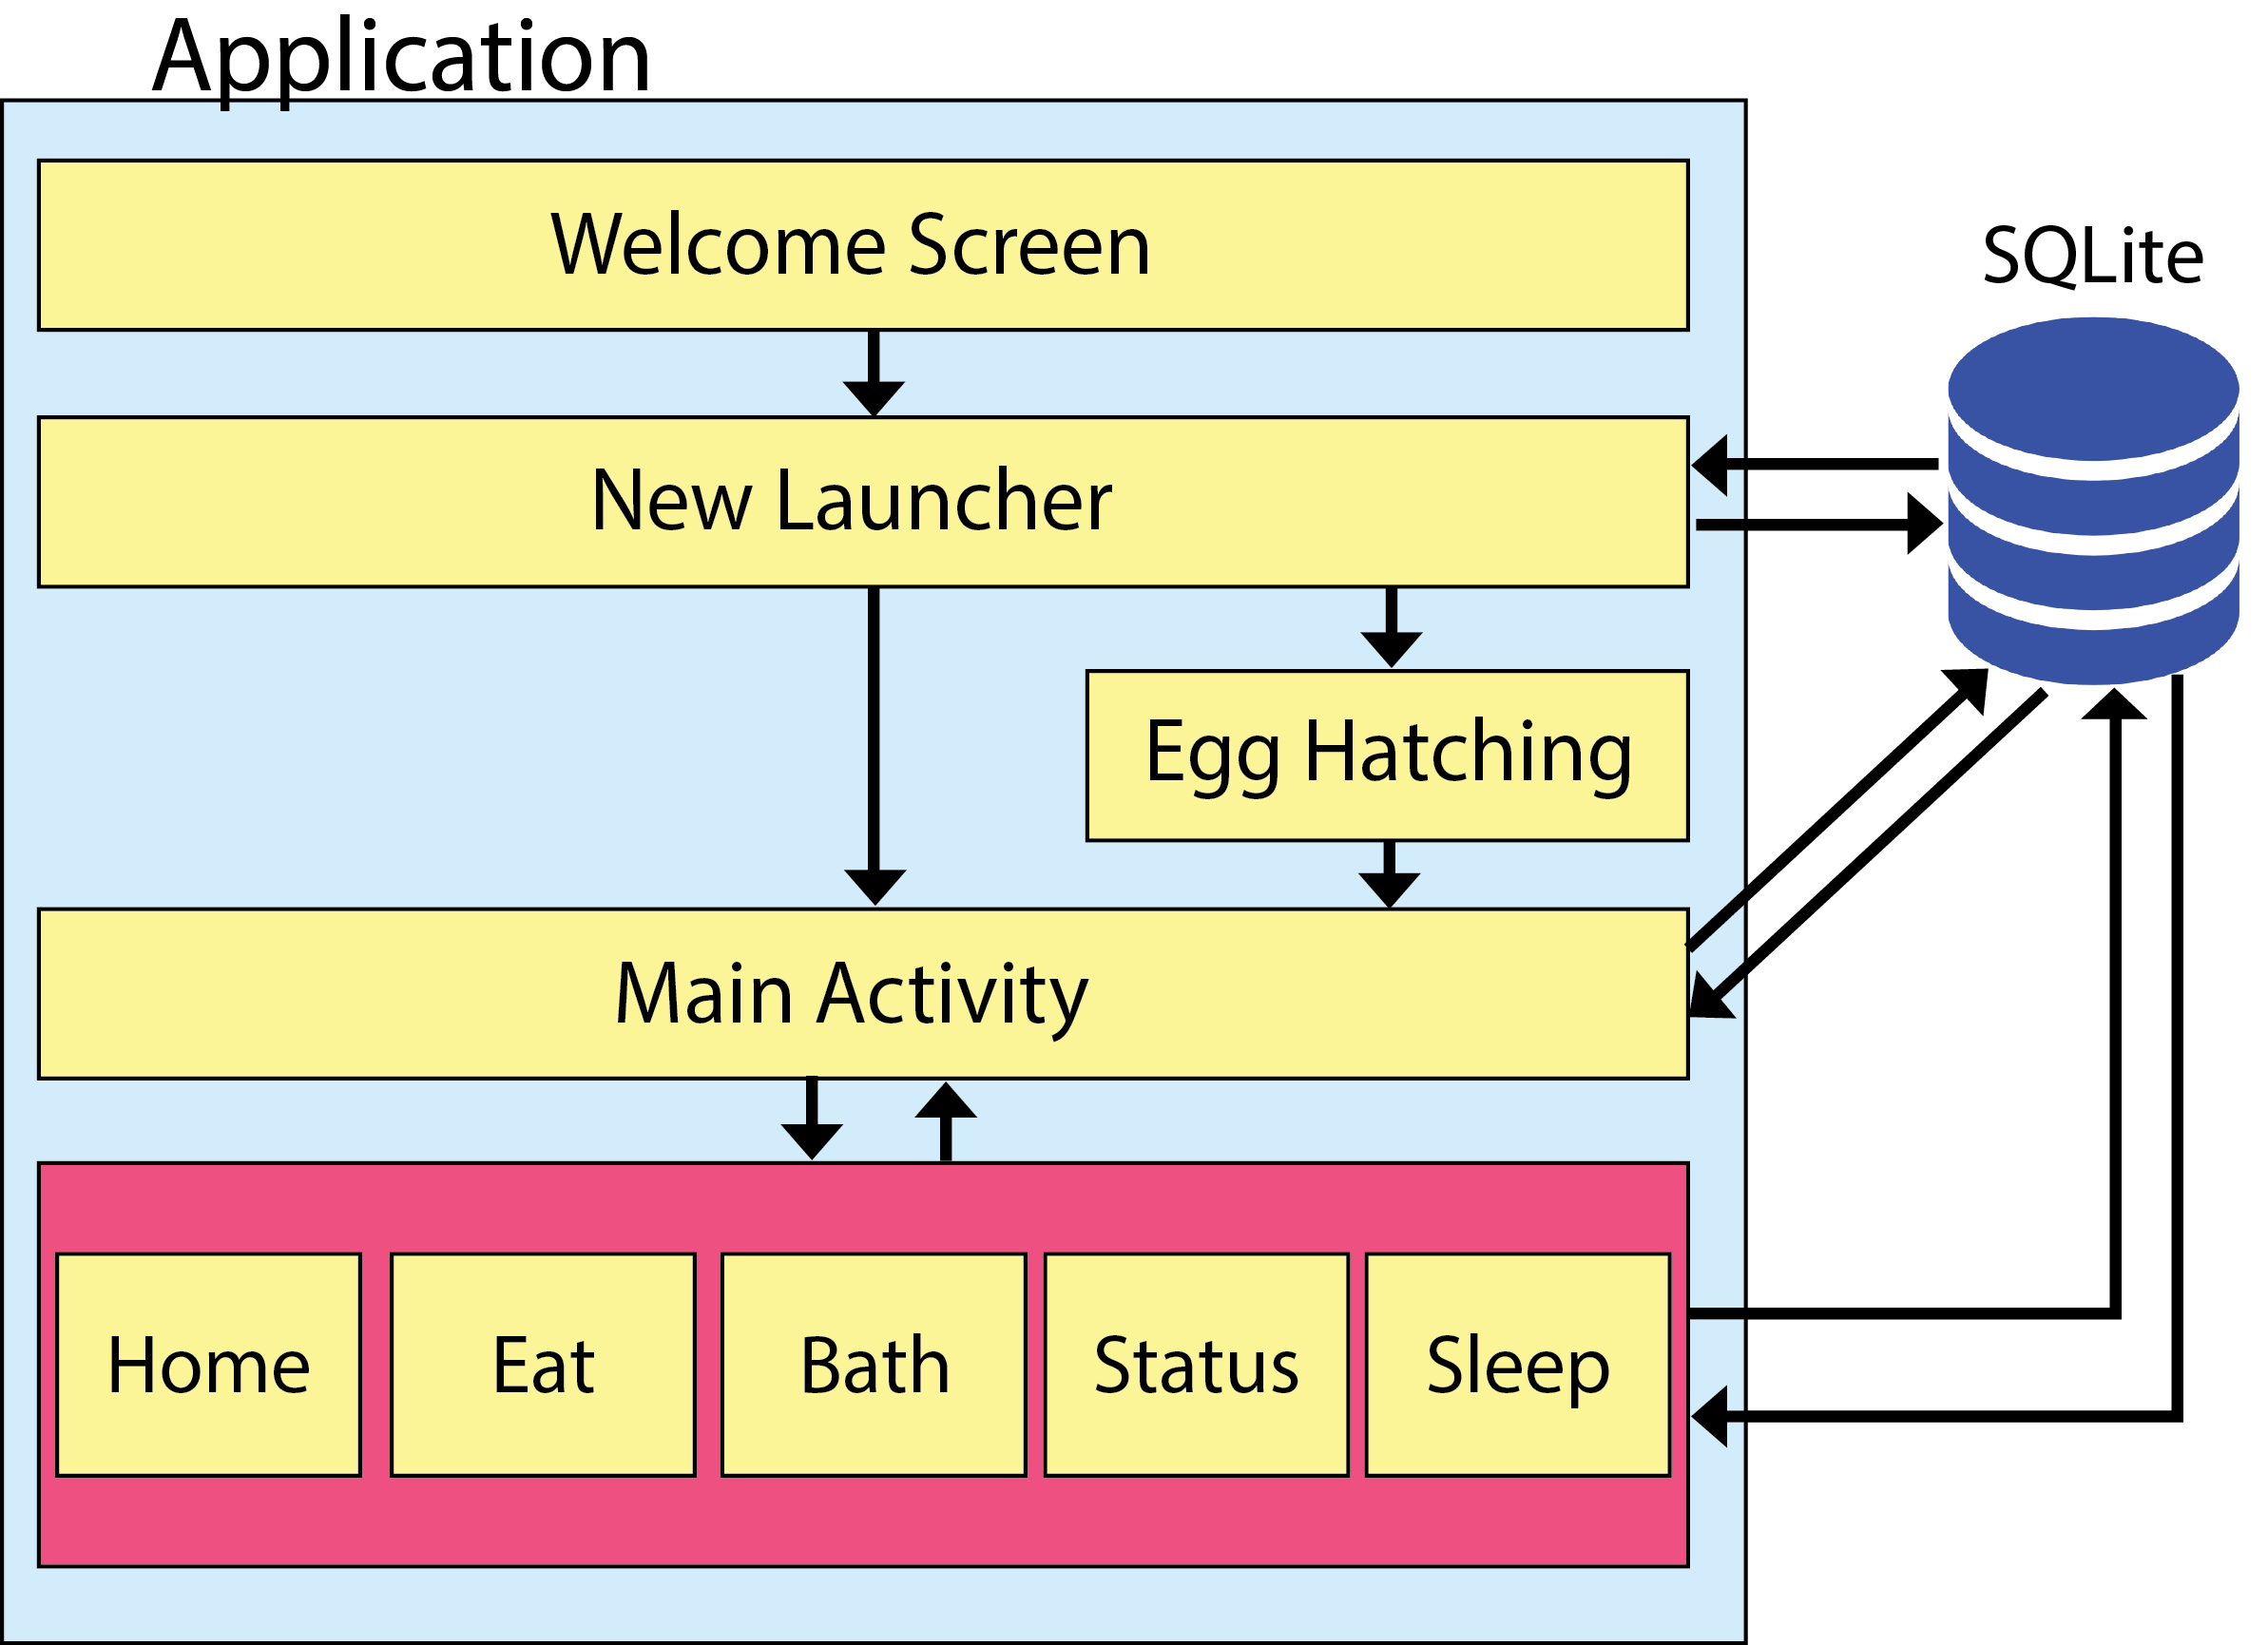 Application
Welcome Screen
SQLite
New Launcher
Egg Hatching
Main Activity
Home
Eat
Bath
Status
Sleep